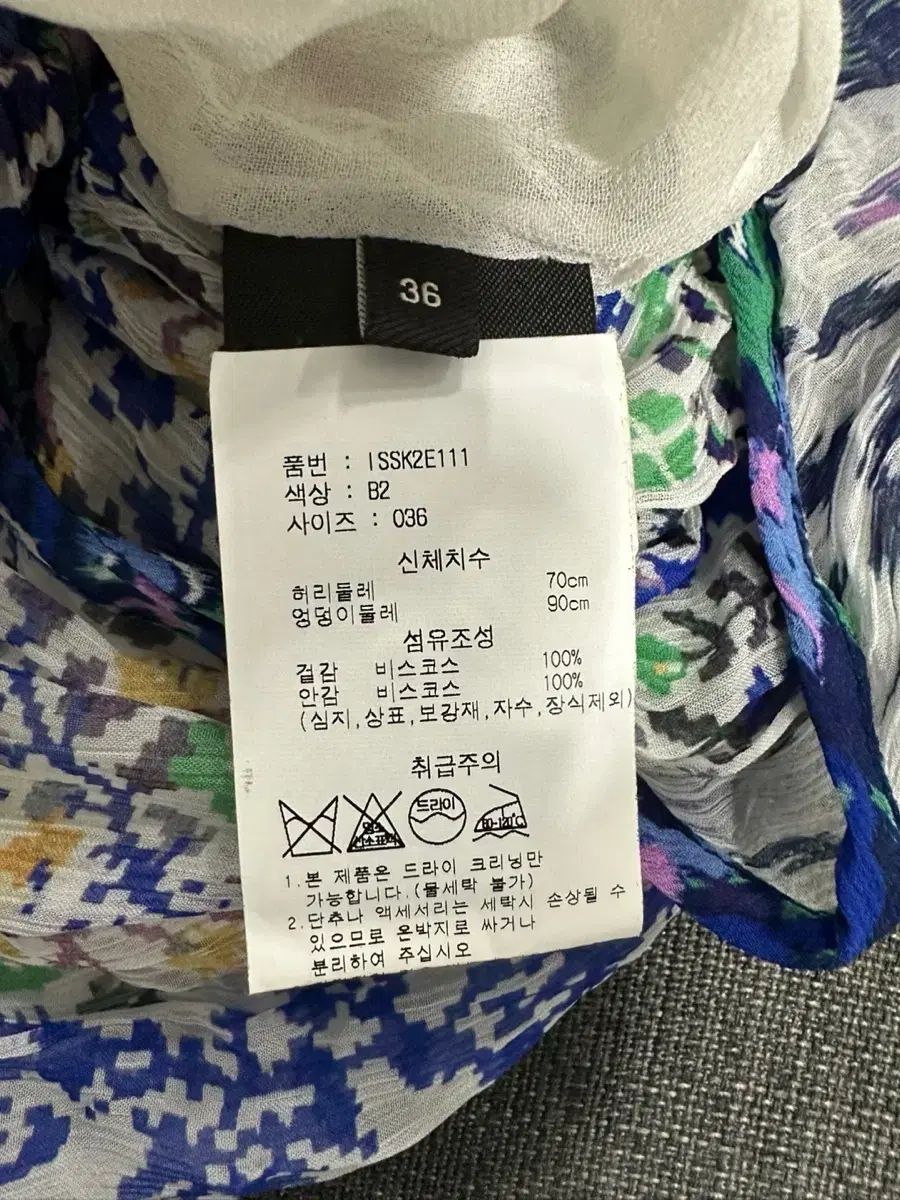 36
품번 : ISSK2E111
색상 : B2
사이즈 : 036
신체치수
허리둘레 70cm
엉덩이둘레 90cm
섬유조성
겉감 비스코스 100%
안감 비스코스 100%
(심지,상표,보강재,자수,장식제외)
취급주의
드라이
80-120℃
1.본 제품은 드라이 크리닝만
가능합니다.(물세탁 불가)
2.단추나 액세서리는 세탁시 손상될 수
있으므로 은박지로 싸거나
분리하여 주십시오